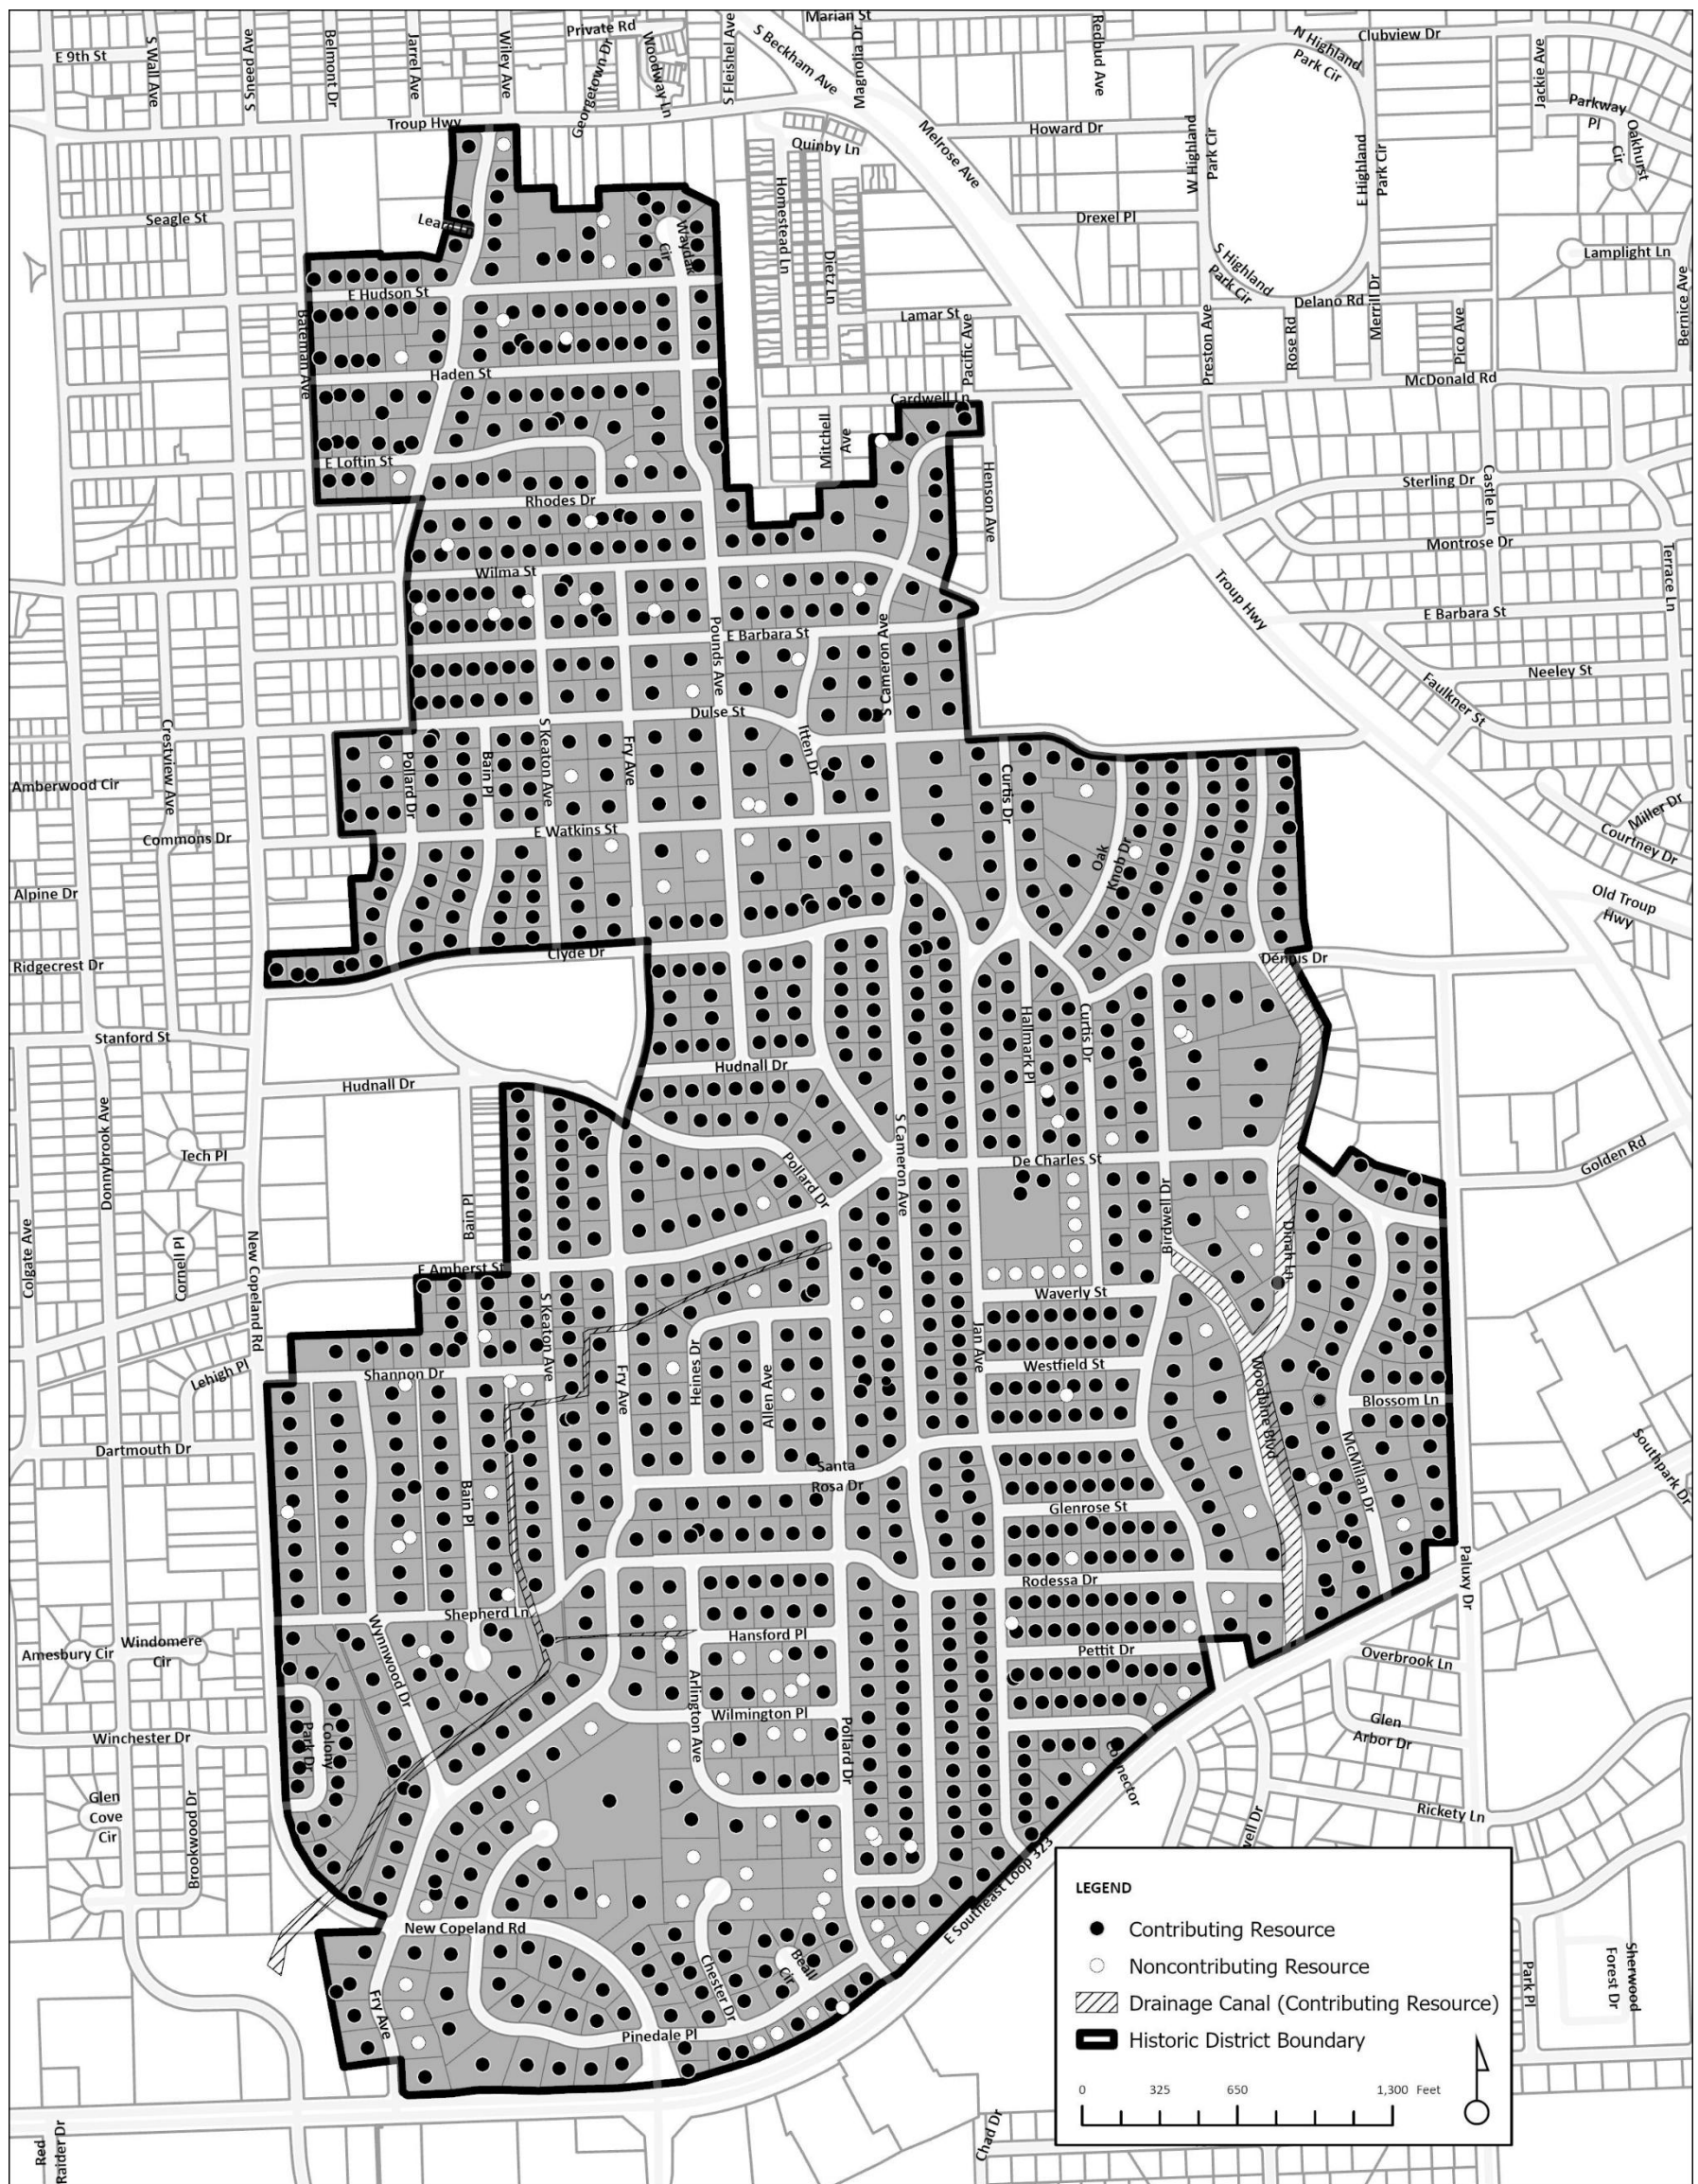 Marian St
Private Rd
Clubview Dr
E 9th St
S Wall Ave
S Sneed Ave
Belmont Dr
Jarrel Ave
Wiley Ave
Georgetown Dr
Woodway Ln
S Fleishel Ave
S Beckham Ave
Magnolia Dr
Redbud Ave
N Highland
Park Cir
Jackie Ave
Parkway
Pl
Oakhurst
Cir
Troup Hwy
Quinby Ln
Melrose Ave
Howard Dr
W Highland
Park Cir
E Highland
Park Cir
Seagle St
Homestead Ln
Dietz Ln
Drexel Pl
Waydal
Cir
S Highland
Park Cir
Lamplight Ln
E Hudson St
Bateman Ave
Lamar St
Pacific Ave
Delano Rd
Preston Ave
Rose Rd
Merrill Dr
Pico Ave
Bernice Ave
Haden St
McDonald Rd
Cardwell Ln
Mitchell
Ave
E Loftin St
Henson Ave
Sterling Dr
Castle Ln
Rhodes Dr
Montrose Dr
Terrace Ln
Wilma St
Troup Hwy
E Barbara St
E Barbara St
Pounds Ave
S Cameron Ave
Neeley St
Faulkner St
Dulse St
Crestview Ave
Pollard Dr
Bain Pl
S Keaton Ave
Fry Ave
Itten Dr
Curtis Dr
Amberwood Cir
Commons Dr
E Watkins St
Oak
Knob Dr
Miller Dr
Courtney Dr
Alpine Dr
Old Troup
Hwy
Ridgecrest Dr
Clyde Dr
Dennis Dr
Stanford St
Hallmark Pl
Curtis Dr
Hudnall Dr
Hudnall Dr
Donnybrook Ave
Tech Pl
S Cameron Ave
De Charles St
Golden Rd
Pollard Dr
Bain Pl
Birdwell Dr
Dinah Ln
Colgate Ave
Cornell Pl
New Copeland Rd
E Amherst St
Waverly St
S Keaton Ave
Jan Ave
Lehigh Pl
Shannon Dr
Fry Ave
Heines Dr
Allen Ave
Westfield St
Woodbine Blvd
Blossom Ln
Dartmouth Dr
Santa
Rosa Dr
McMillan Dr
Southpark Dr
Bain Pl
Glenrose St
Paluxy Dr
Rodessa Dr
Shepherd Ln
Wynnwood Dr
Amesbury Cir
Windomere
Cir
Hansford Pl
Pettit Dr
Overbrook Ln
Arlington Ave
Wilmington Pl
Pollard Dr
Glen
Arbor Dr
Winchester Dr
Colony
Park Dr
Connector
Glen
Cove
Cir
Brookwood Dr
Rickety Ln
well Dr
E Southeast Loop 323
New Copeland Rd
Chester Dr
Beall
Cir
Fry Ave
Pinedale Pl
LEGEND
Contributing Resource
Noncontributing Resource
Drainage Canal (Contributing Resource)
Historic District Boundary
0 325 650 1,300 Feet
Park Pl
Sherwood
Forest Dr
Chad Dr
Red
Raider Dr